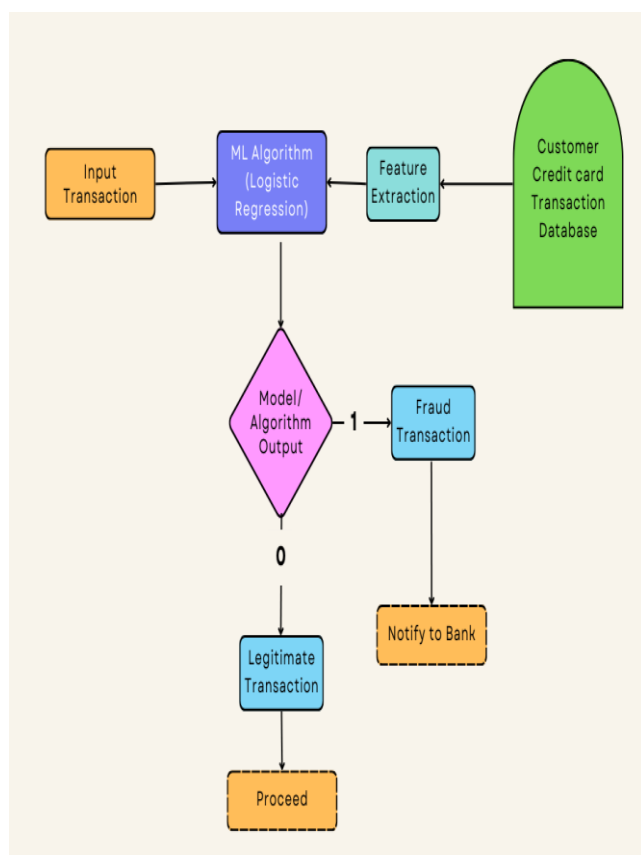 Input
Transaction
ML Algorithm
(Logistic
Regression)
Feature
Extraction
Customer
Credit card
Transaction
Database
Model/
Algorithm
Output
1
Fraud
Transaction
0
Notify to Bank
Legitimate
Transaction
Proceed